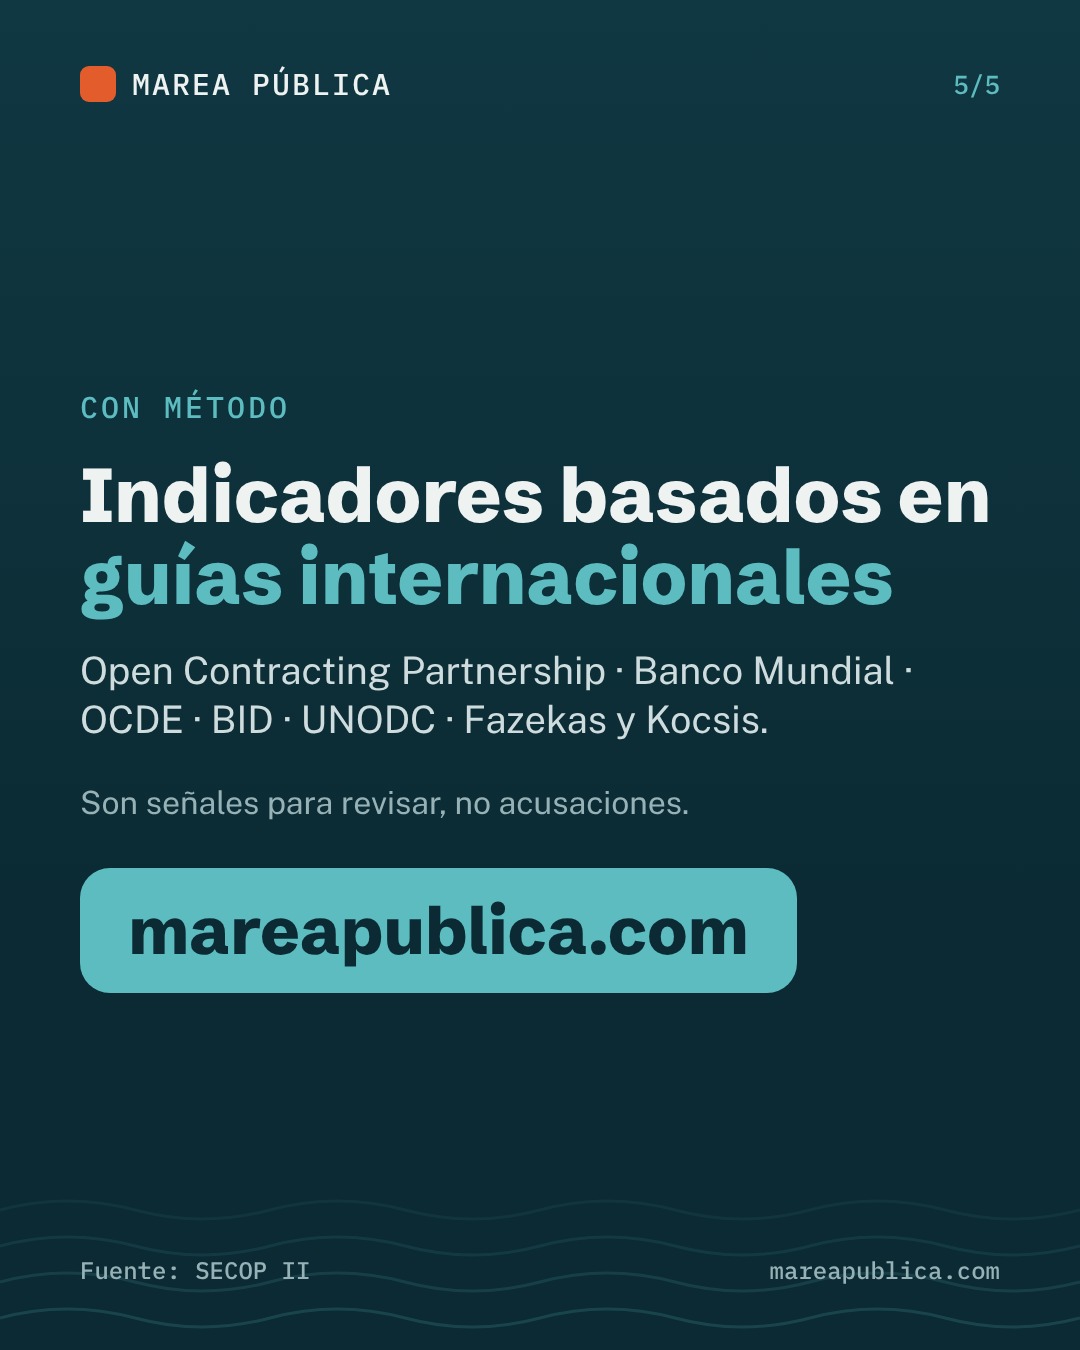 MAREA PÚBLICA
5/5
CON MÉTODO
Indicadores basados en
guías internacionales
Open Contracting Partnership · Banco Mundial ·
OCDE · BID · UNODC · Fazekas y Kocsis.
Son señales para revisar, no acusaciones.
mareapublica.com
Fuente: SECOP II
mareapublica.com